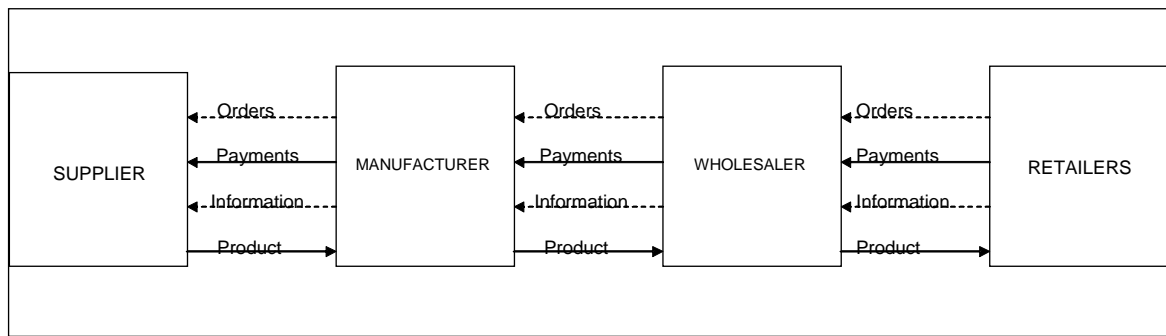 Orders Orders Orders
Payments Payments Payments
SUPPLIER MANUFACTURER WHOLESALER RETAILERS
Information Information Information
Product Product Product